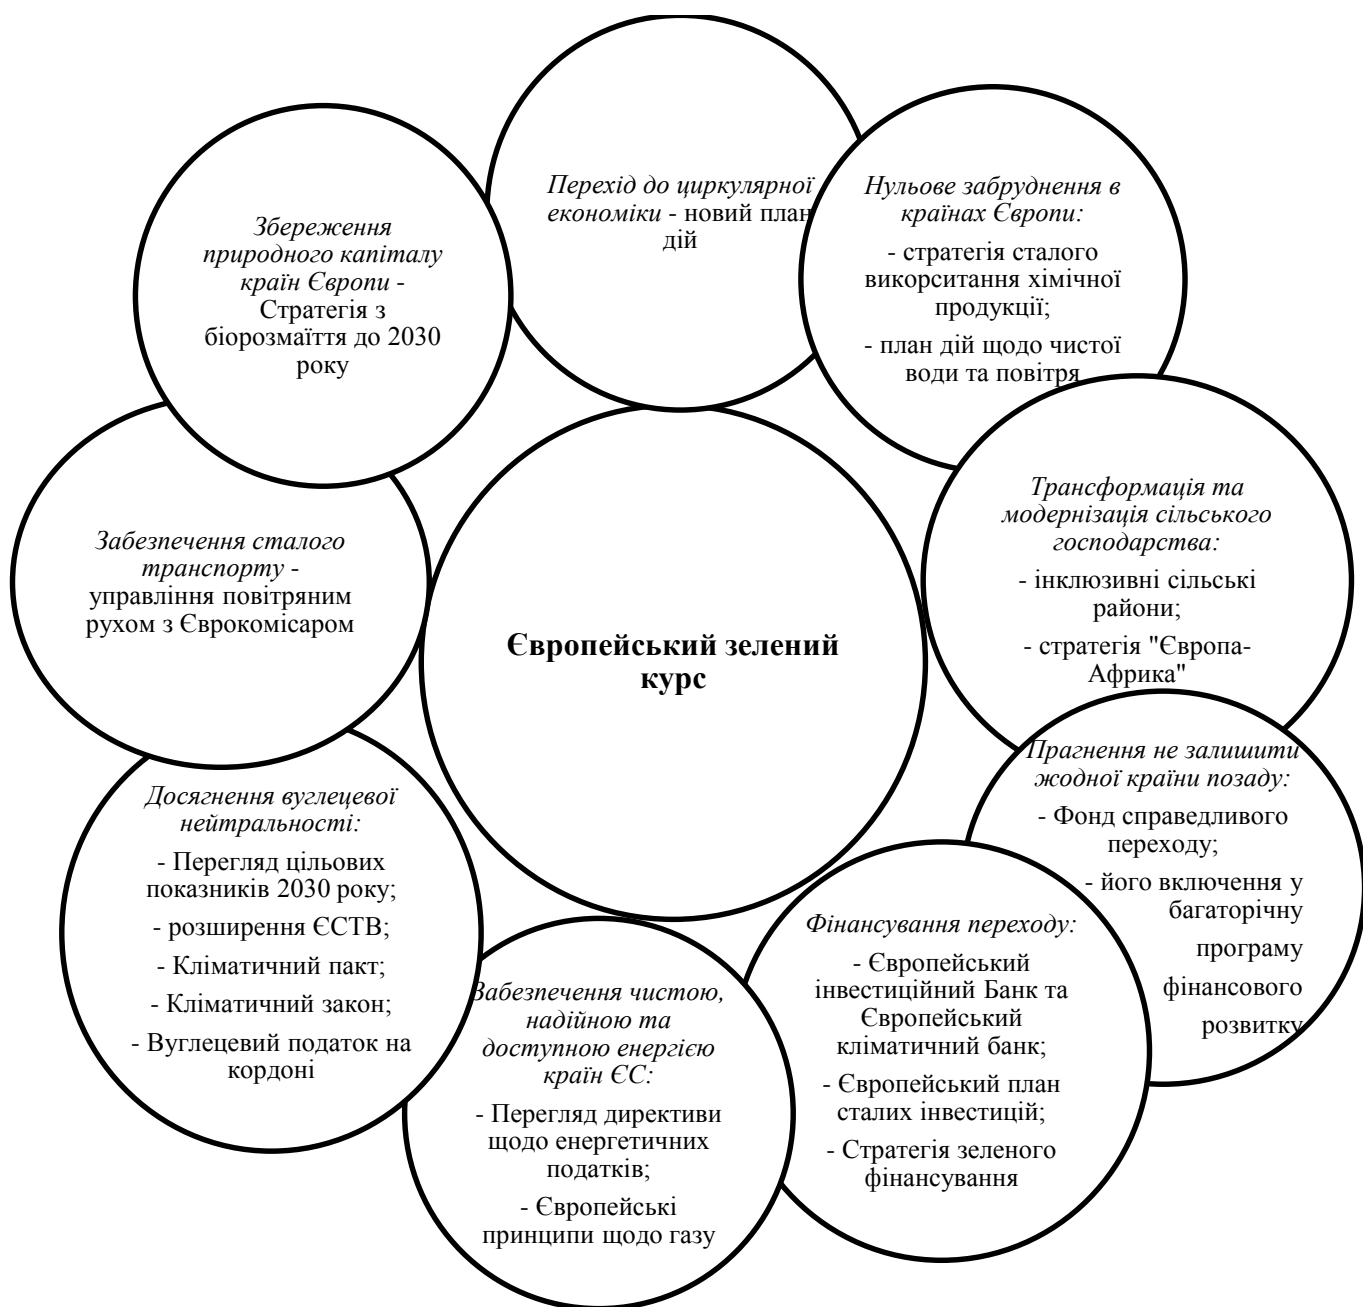 Перехід до циркулярної
економіки - новий план
дій
Нульове забруднення в
країнах Європи:
- стратегія сталого
викорситання хімічної
продукції;
- план дій щодо чистої
води та повітря
Трансформація та
модернізація сільського
господарства:
- інклюзивні сільські
райони;
- стратегія "Європа-
Африка"
Прагнення не залишити
жодної країни позаду:
- Фонд справедливого
переходу;
- його включення у
багаторічну
програму
фінансового
розвитку
Фінансування переходу:
- Європейський
інвестиційний Банк та
Європейський
кліматичний банк;
- Європейський план
сталих інвестицій;
- Стратегія зеленого
фінансування
Забезпечення чистою,
надійною та
доступною енергією
країн ЄС:
- Перегляд директиви
щодо енергетичних
податків;
- Європейські
принципи щодо газу
Досягнення вуглецевої
нейтральності:
- Перегляд цільових
показників 2030 року;
- розширення ЄСТВ;
- Кліматичний пакт;
- Кліматичний закон;
- Вуглецевий податок на
кордоні
Забезпечення сталого
транспорту -
управління повітряним
рухом з Єврокомісаром
Збереження
природного капіталу
країн Європи -
Стратегія з
біорозмаїття до 2030
року
Європейський зелений
курс